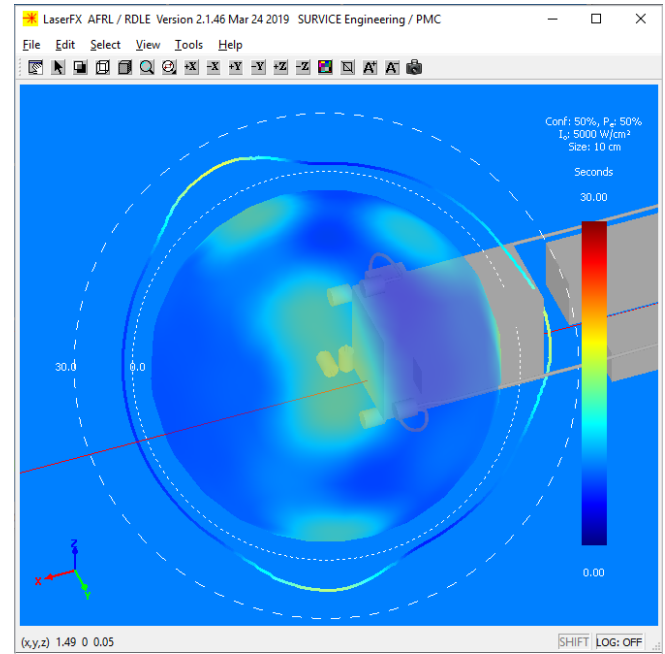 LaserFX AFRL / RDLE Version 2.1.46 Mar 24 2019 SURVICE Engineering / PMC
File Edit Select View Tools Help
+X -X +Y -Y +Z -Z A+ A-
Conf: 50%, Pe: 50%
Io: 5000 W/cm²
Size: 10 cm
Seconds
30.00
30.0 0.0
0.00
Z
X
Y
(x,y,z) 1.49 0 0.05
SHIFT LOG: OFF